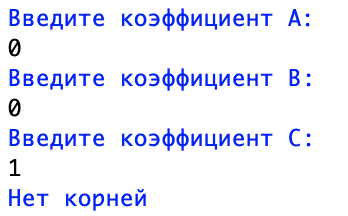 Введите коэффициент A:
0
Введите коэффициент B:
0
Введите коэффициент C:
1
Нет корней